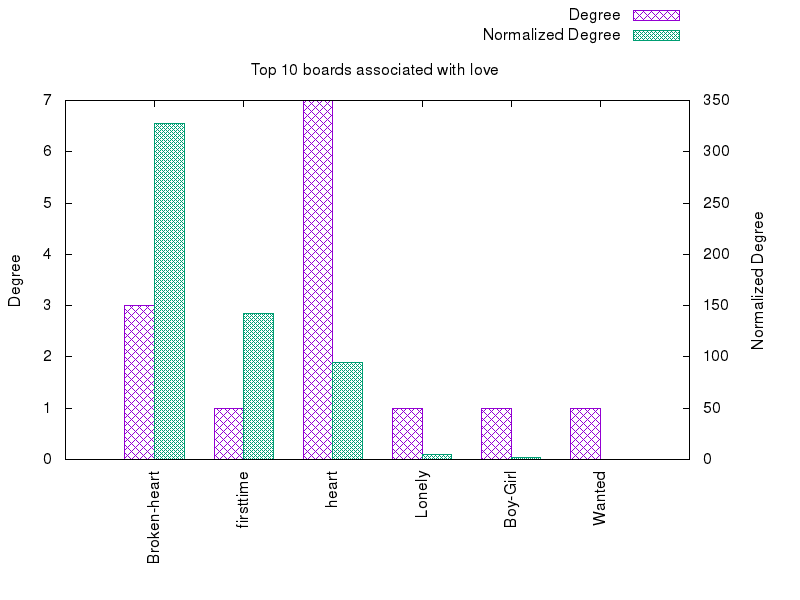 Degree
Normalized Degree
Top 10 boards associated with love
7
6
5
4
3
2
1
0
350
300
250
200
150
100
50
0
Degree
Normalized Degree
Broken-heart
firsttime
heart
Lonely
Boy-Girl
Wanted